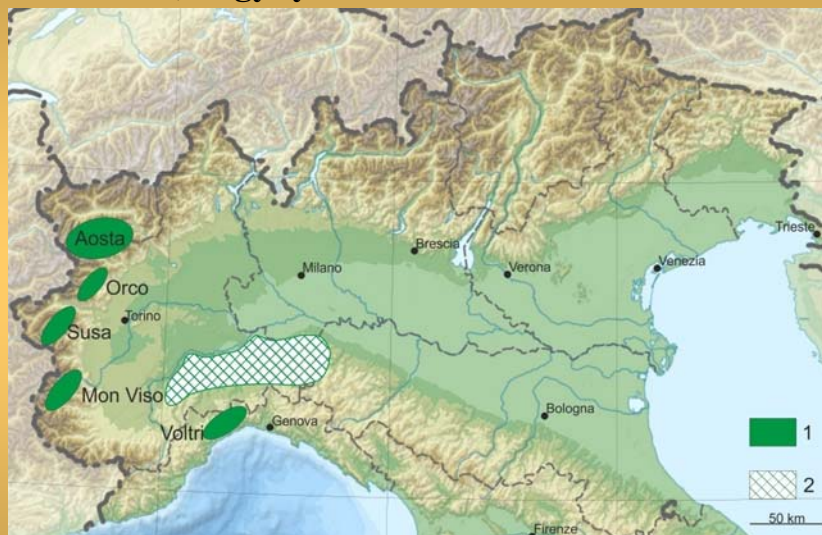 Aosta
Brescia
Trieste
Milano
Verona
Venezia
Orco
Torino
Susa
Mon Viso
Bologna
Voltri
Genova
1
2
50 km
Firenze